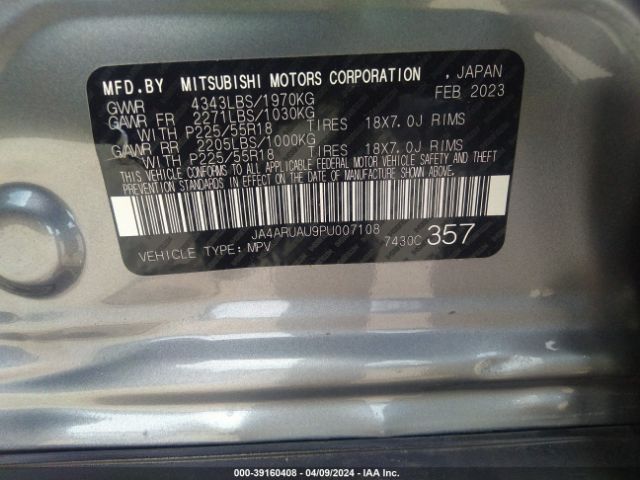 MFD.BY MITSUBISHI MOTORS CORPORATION , JAPAN
GVWR 4343LBS/1970KG FEB 2023
GAWR FR 2271LBS/1030KG
WITH P225/55R18 TIRES 18X7.0J RIMS
GAWR RR 2205LBS/1000KG
WITH P225/55R18 TIRES 18X7.0J RIMS
THIS VEHICLE CONFORMS TO ALL APPLICABLE FEDERAL MOTOR VEHICLE SAFETY AND THEFT
PREVENTION STANDARDS IN EFFECT ON THE DATE OF MANUFACTURE SHOWN ABOVE.
JA4ARUAU9PU007108 7430C 357
VEHICLE TYPE: MPV
000-39160408 - 04/09/2024 - IAA Inc.